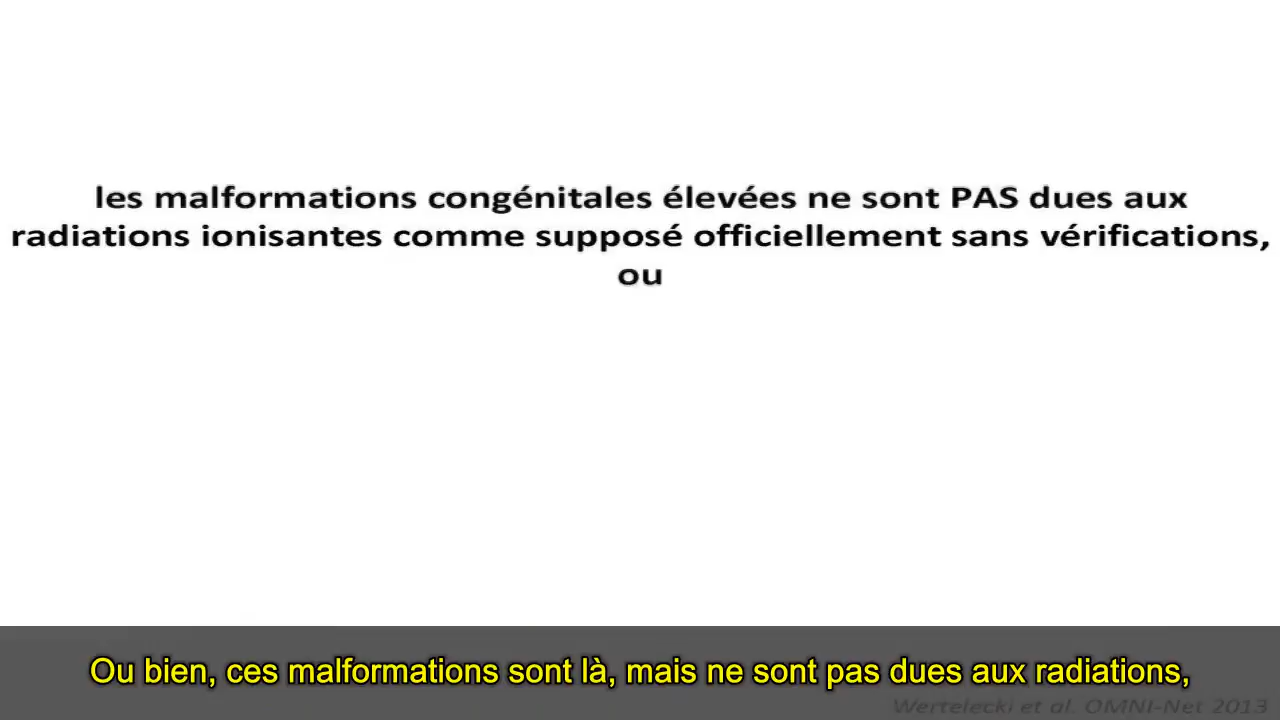 les malformations congénitales élevées ne sont PAS dues aux
radiations ionisantes comme supposé officiellement sans vérifications,
ou
Ou bien, ces malformations sont là, mais ne sont pas dues aux radiations,
Wertelecki et al. OMNI-Net 2013